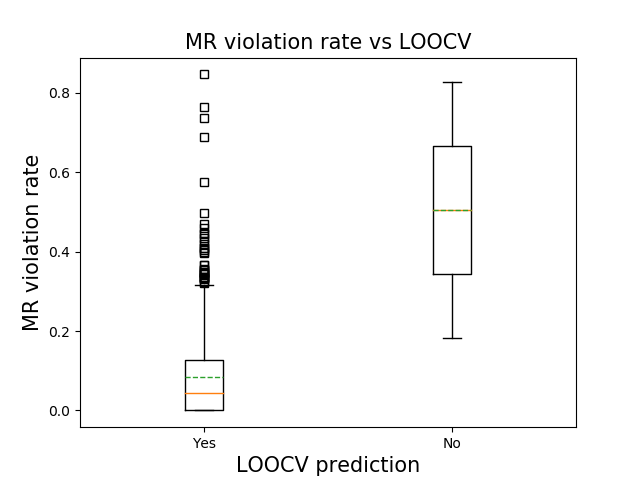 MR violation rate vs LOOCV
MR violation rate
0.8
0.6
0.4
0.2
0.0
Yes
No
LOOCV prediction